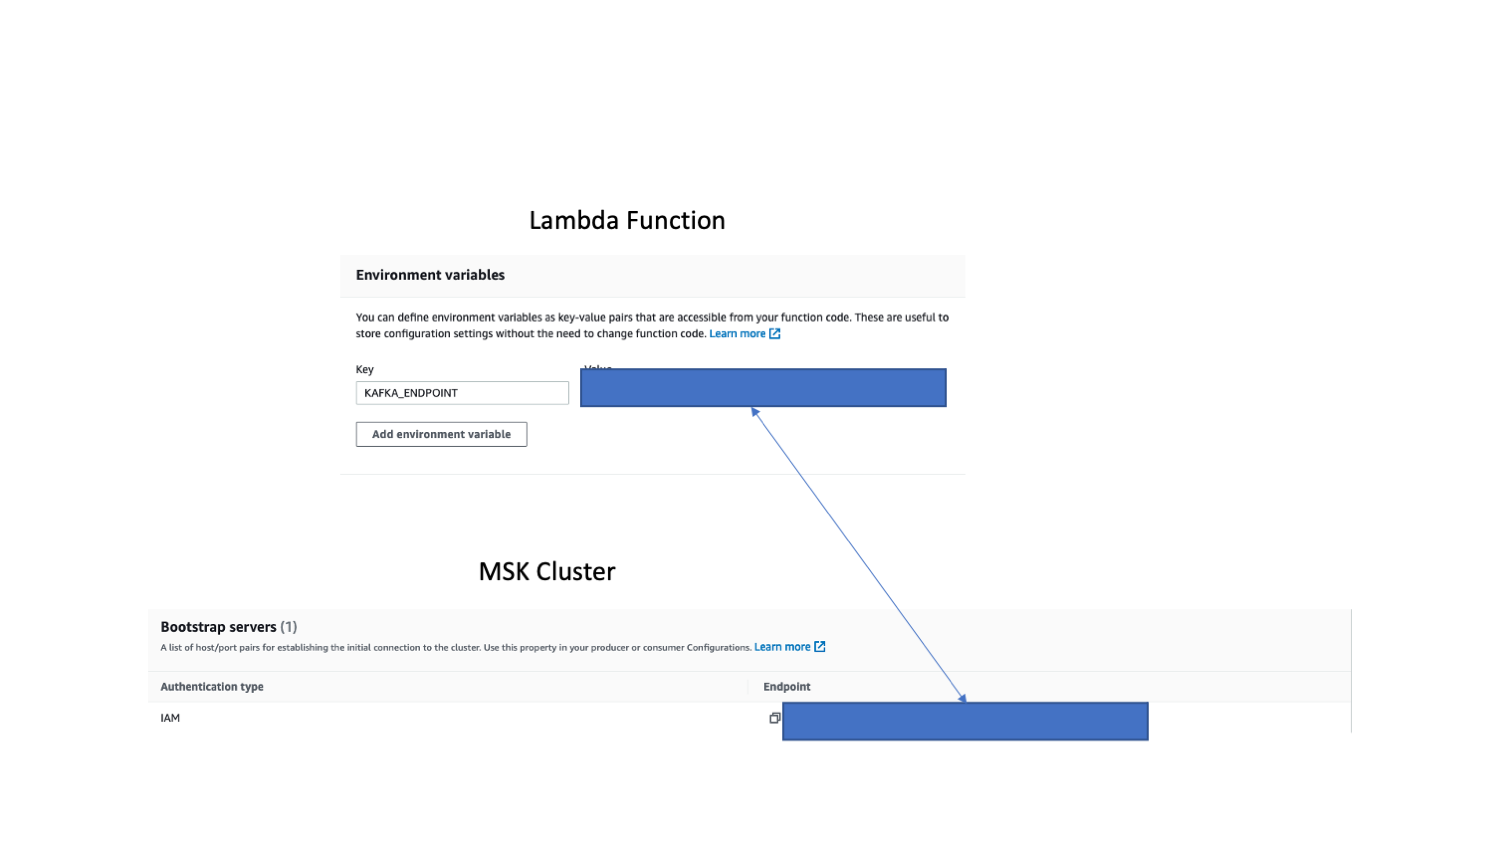 Lambda Function
Environment variables
You can define environment variables as key-value pairs that are accessible from your function code. These are useful to
store configuration settings without the need to change function code. Learn more
Key
Value
KAFKA_ENDPOINT
Add environment variable
MSK Cluster
Bootstrap servers (1)
A list of host/port pairs for establishing the initial connection to the cluster. Use this property in your producer or consumer Configurations. Learn more
Authentication type
Endpoint
IAM